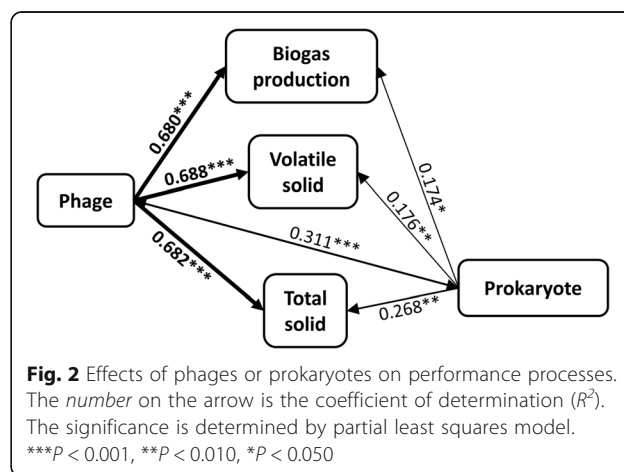 Biogas
production
0.680***
Volatile
solid
0.688***
0.174*
Phage
0.176**
0.311***
0.682***
Prokaryote
Total
solid
0.268**
Fig. 2 Effects of phages or prokaryotes on performance processes.
The number on the arrow is the coefficient of determination (R²).
The significance is determined by partial least squares model.
***P < 0.001, **P < 0.010, *P < 0.050